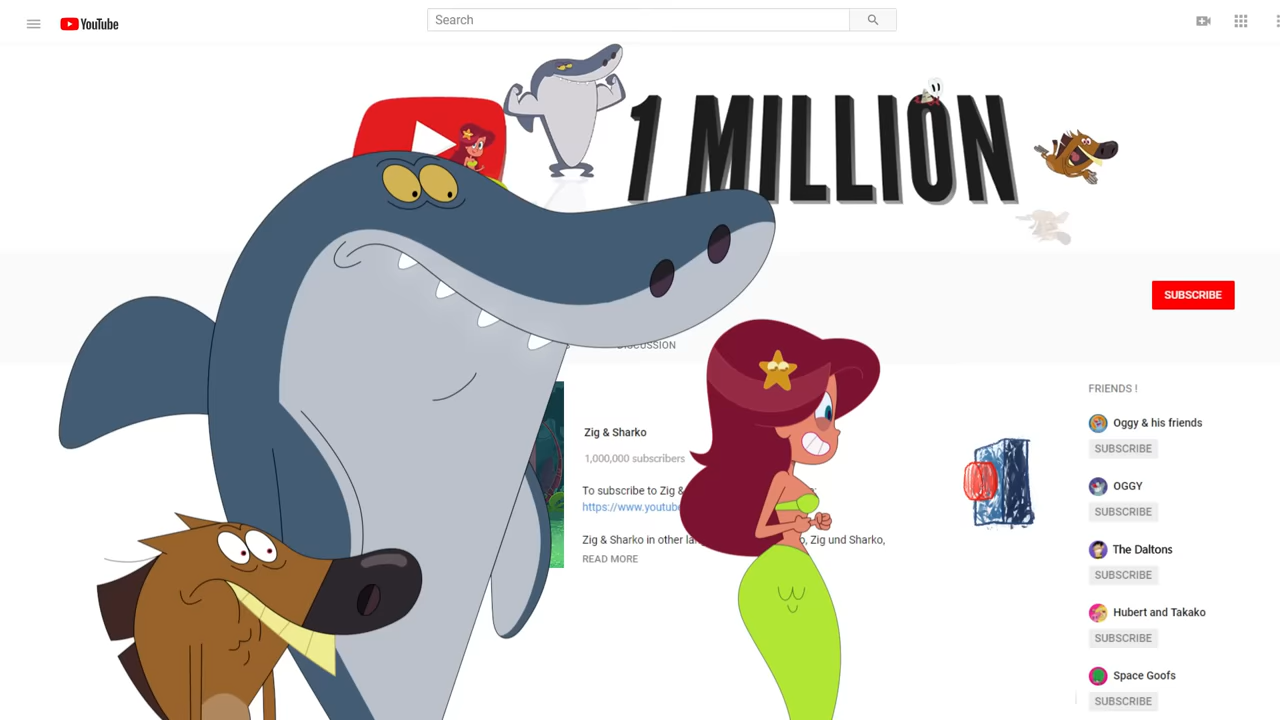 YouTube
Search
1 MILLION
SUBSCRIBE
FRIENDS !
Oggy & his friends
SUBSCRIBE
Zig & Sharko
1,000,000 subscribers
OGGY
To subscribe to Zig &
https://www.youtube
SUBSCRIBE
Zig & Sharko in other
o, Zig und Sharko,
The Daltons
READ MORE
SUBSCRIBE
Hubert and Takako
SUBSCRIBE
Space Goofs
SUBSCRIBE